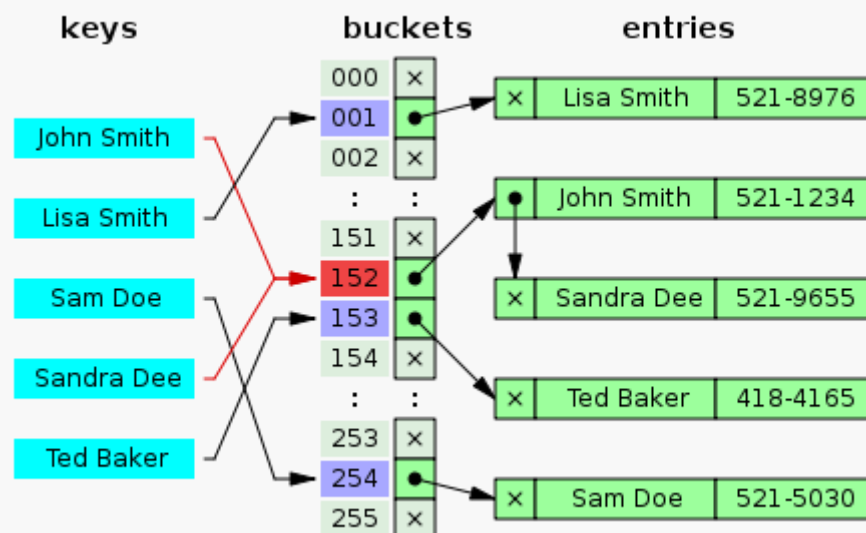 keys buckets entries
000 ×
× Lisa Smith 521-8976
001
John Smith
002 ×
: :
John Smith 521-1234
Lisa Smith
151 ×
152
Sam Doe
× Sandra Dee 521-9655
153
154 ×
Sandra Dee
: :
× Ted Baker 418-4165
253 ×
Ted Baker
254
× Sam Doe 521-5030
255 ×